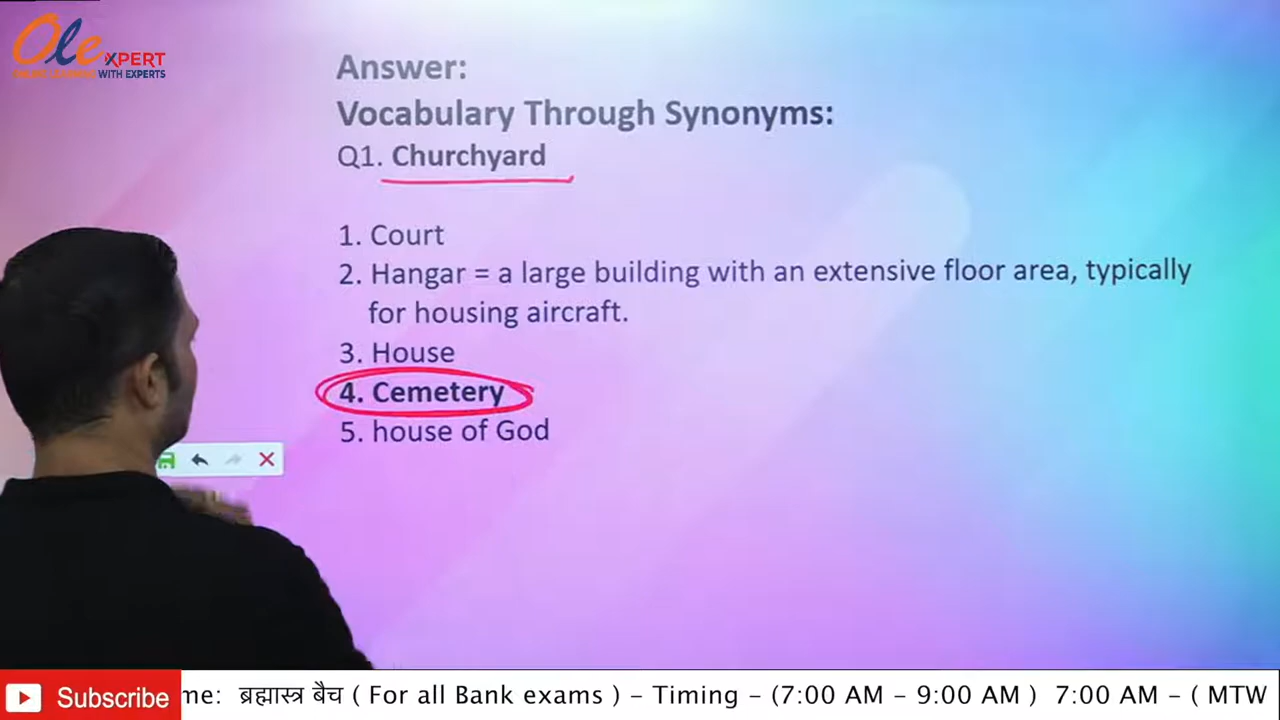 Ole XPERT
ONLINE LEARNING WITH EXPERTS
Answer:
Vocabulary Through Synonyms:
Q1. Churchyard
1. Court
2. Hangar = a large building with an extensive floor area, typically
for housing aircraft.
3. House
4. Cemetery
5. house of God
Subscribe
me: ब्रह्मास्त्र बैच ( For all Bank exams ) – Timing – (7:00 AM – 9:00 AM ) 7:00 AM – ( MTW